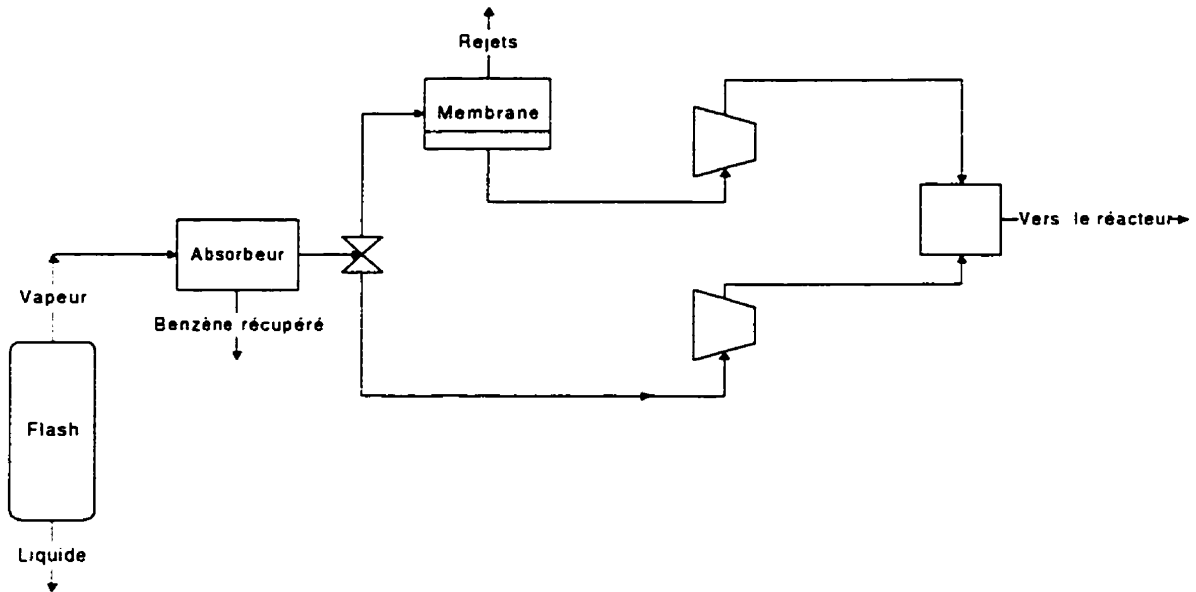 Rejets
Membrane
Absorbeur
Vers le réacteur
Vapeur
Benzène récupéré
Flash
Liquide